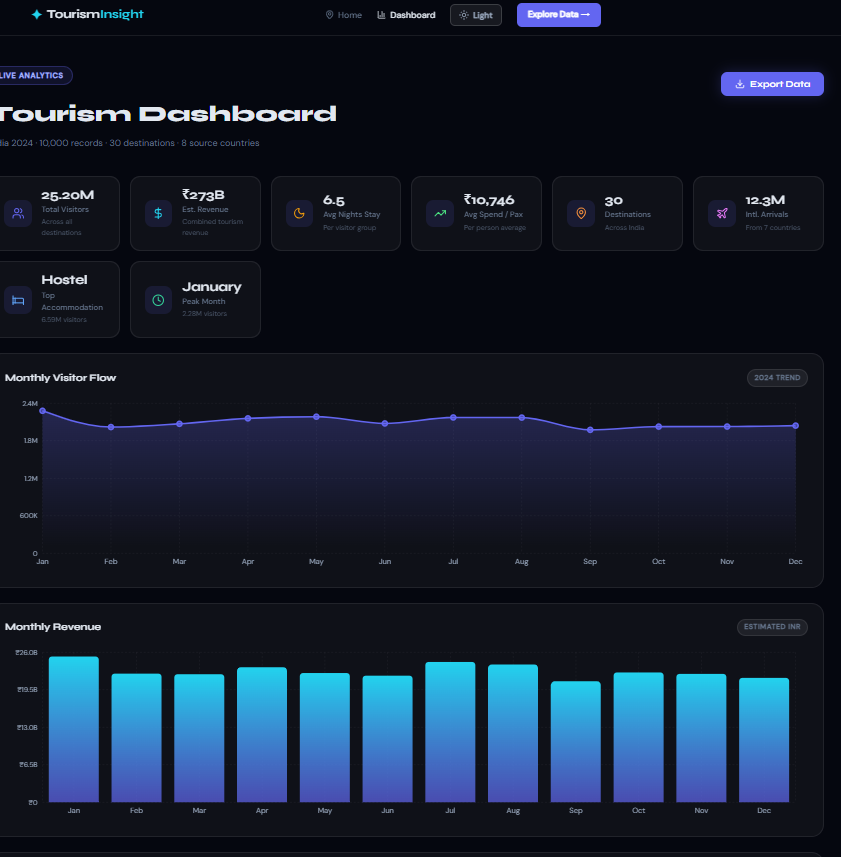 TourismInsight
Home
Dashboard
Light
Explore Data →
LIVE ANALYTICS
Export Data
Tourism Dashboard
dia 2024 · 10,000 records · 30 destinations · 8 source countries
25.20M
Total Visitors
Across all
destinations
₹273B
Est. Revenue
Combined tourism
revenue
6.5
Avg Nights Stay
Per visitor group
₹10,746
Avg Spend / Pax
Per person average
30
Destinations
Across India
12.3M
Intl. Arrivals
From 7 countries
Hostel
Top
Accommodation
6.59M visitors
January
Peak Month
2.28M visitors
Monthly Visitor Flow
2024 TREND
2.4M
1.8M
1.2M
600K
0
Jan Feb Mar Apr May Jun Jul Aug Sep Oct Nov Dec
Monthly Revenue
ESTIMATED INR
₹26.0B
₹19.5B
₹13.0B
₹6.5B
₹0
Jan Feb Mar Apr May Jun Jul Aug Sep Oct Nov Dec